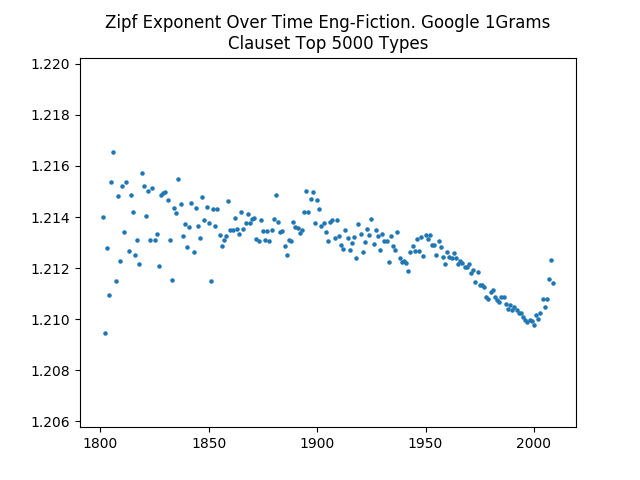 Zipf Exponent Over Time Eng-Fiction. Google 1Grams
Clauset Top 5000 Types
1.220
1.218
1.216
1.214
1.212
1.210
1.208
1.206
1800 1850 1900 1950 2000